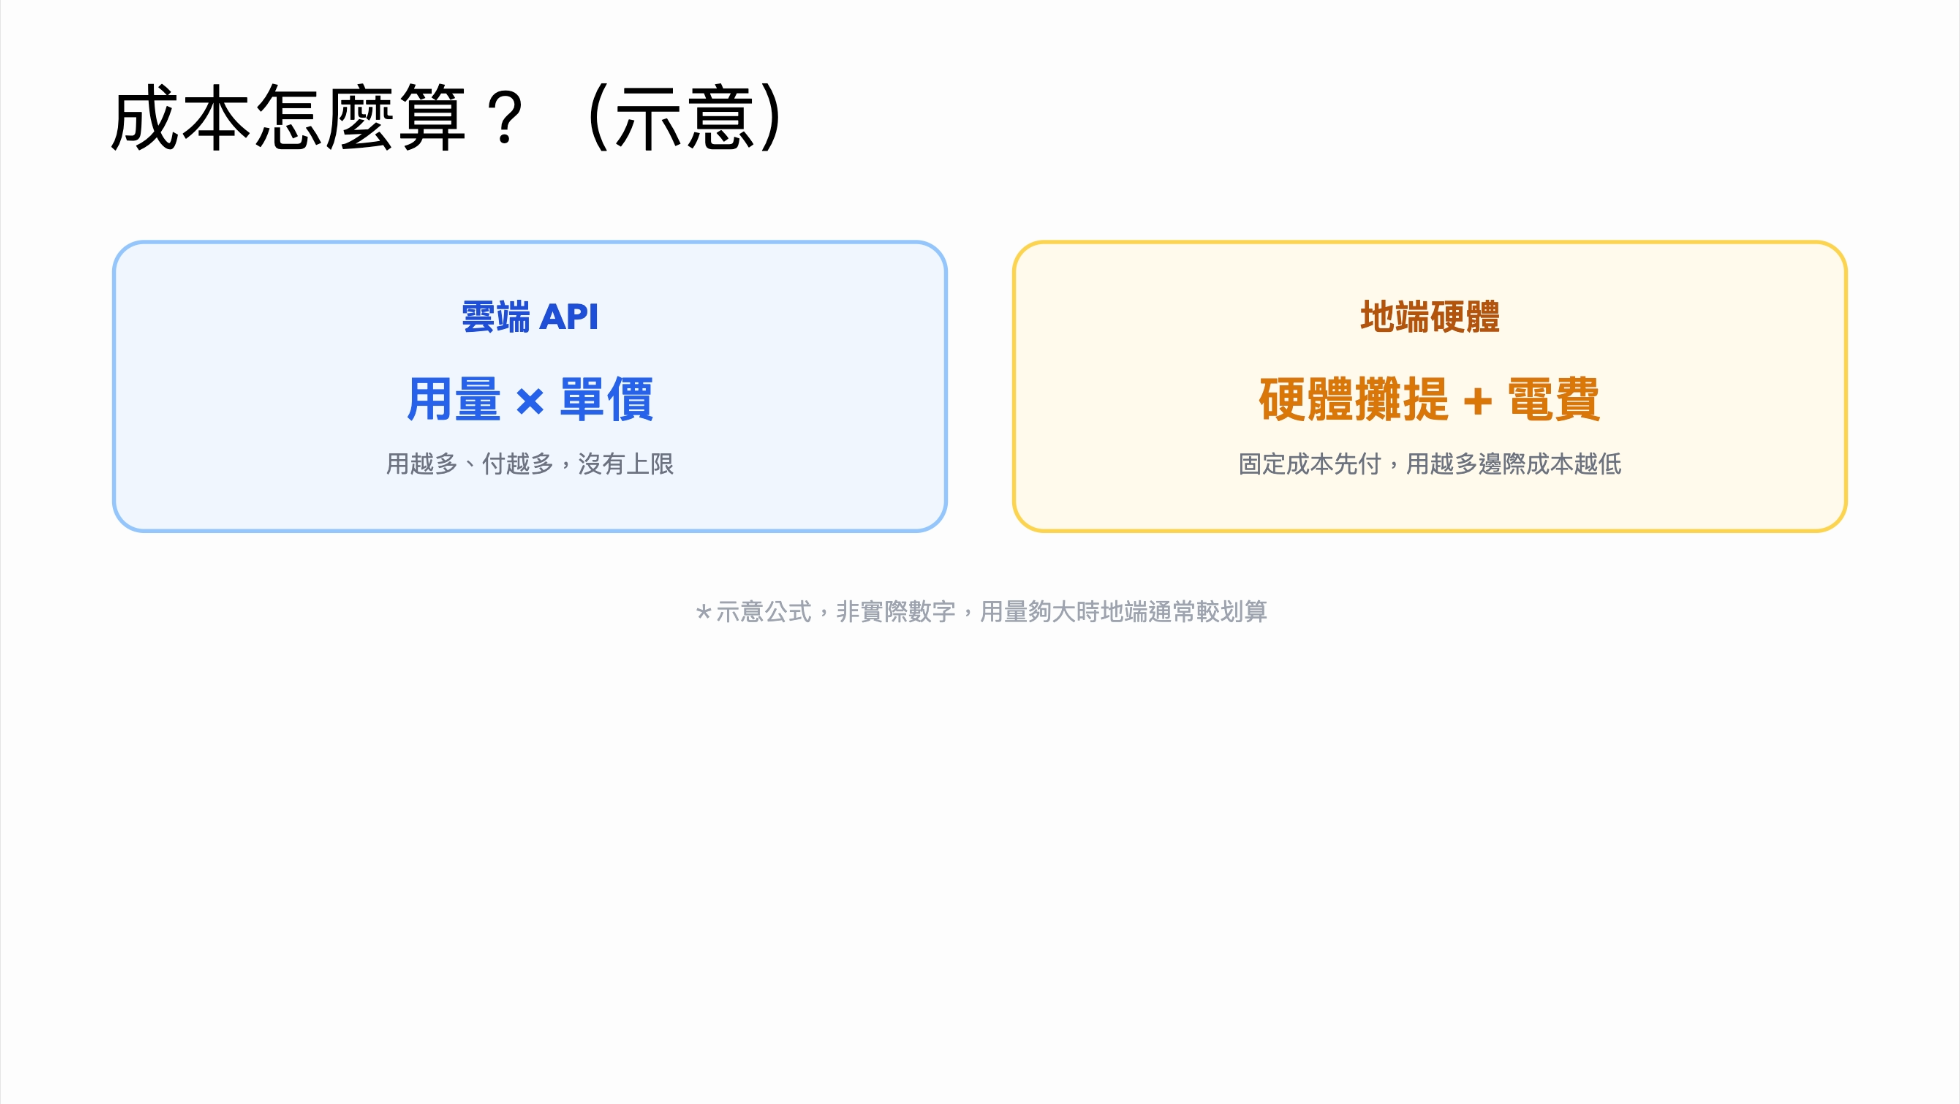 成本怎麼算？（示意）
雲端 API
用量 × 單價
用越多、付越多，沒有上限
地端硬體
硬體攤提 + 電費
固定成本先付，用越多邊際成本越低
＊示意公式，非實際數字，用量夠大時地端通常較划算